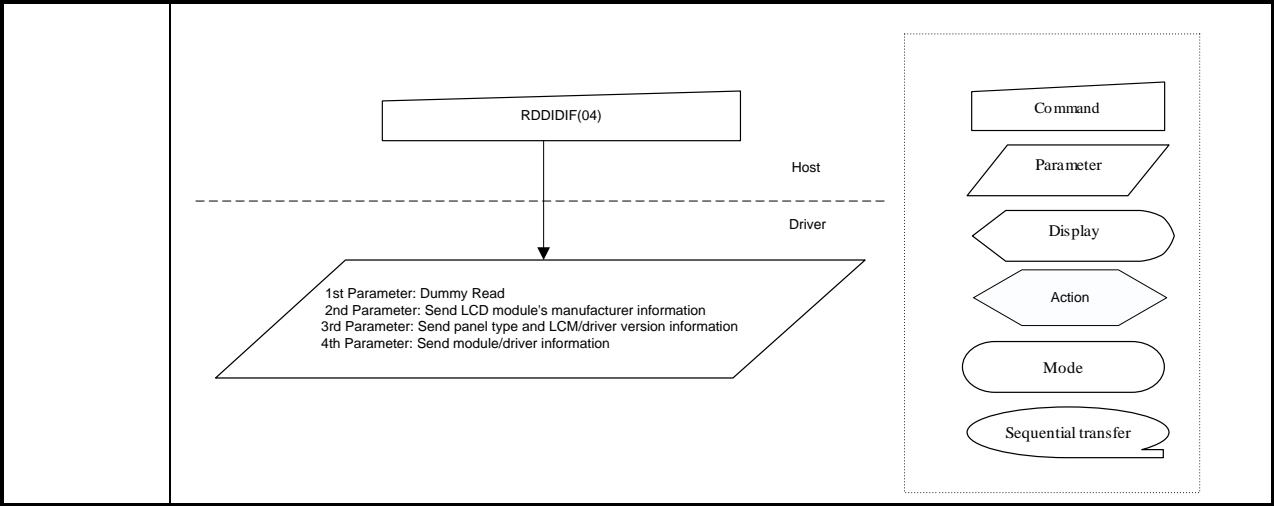 RDDIDIF(04)
Host
Driver
1st Parameter: Dummy Read
2nd Parameter: Send LCD module's manufacturer information
3rd Parameter: Send panel type and LCM/driver version information
4th Parameter: Send module/driver information
Command
Parameter
Display
Action
Mode
Sequential transfer